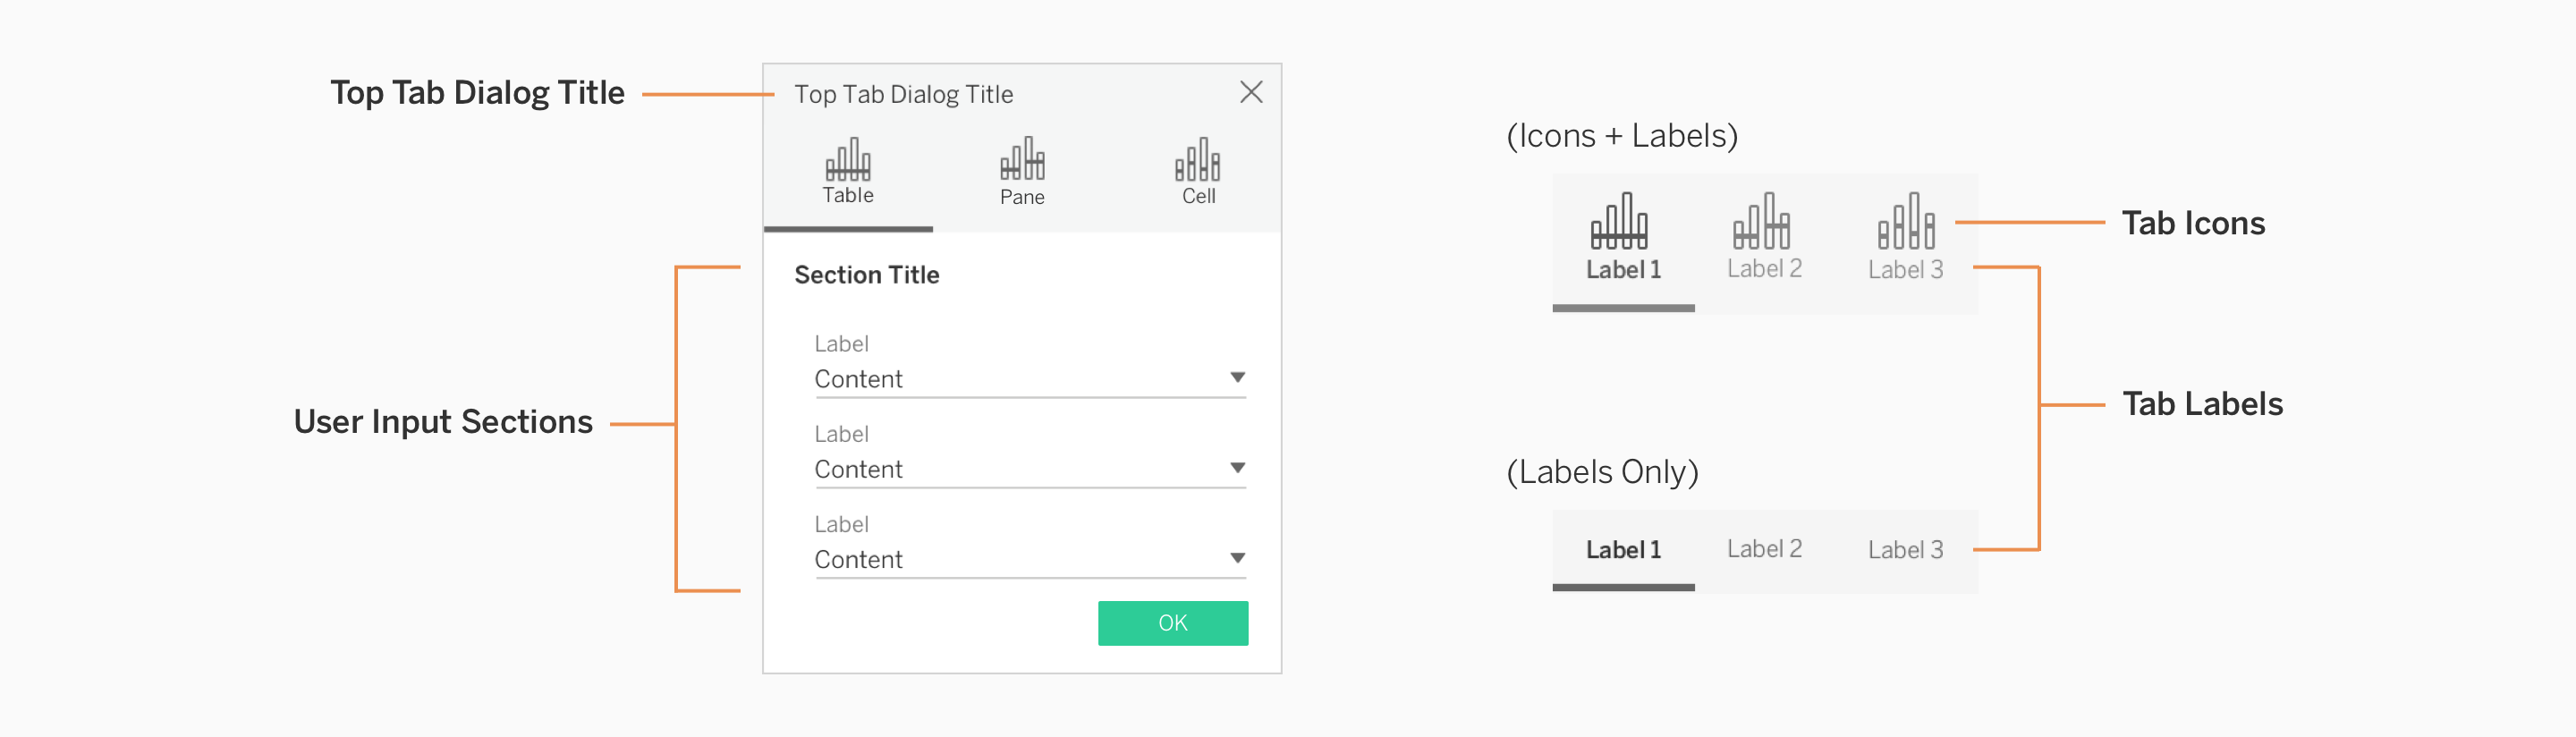 Top Tab Dialog Title
Top Tab Dialog Title
Table Pane Cell
User Input Sections
Section Title
Label
Content
Label
Content
Label
Content
OK
(Icons + Labels)
Label 1 Label 2 Label 3
Tab Icons
Tab Labels
(Labels Only)
Label 1 Label 2 Label 3